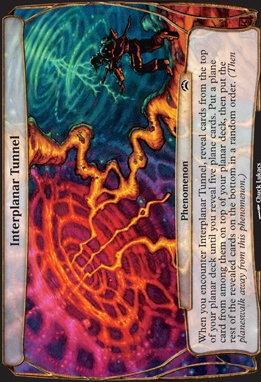 Interplanar Tunnel
Phenomenon
When you encounter Interplanar Tunnel, reveal cards from the top
of your planar deck until you reveal five plane cards. Put a plane
card from among them on top of your planar deck, then put the
rest of the revealed cards on the bottom in a random order. (Then
planeswalk away from this phenomenon.)
Chuck Lukacs